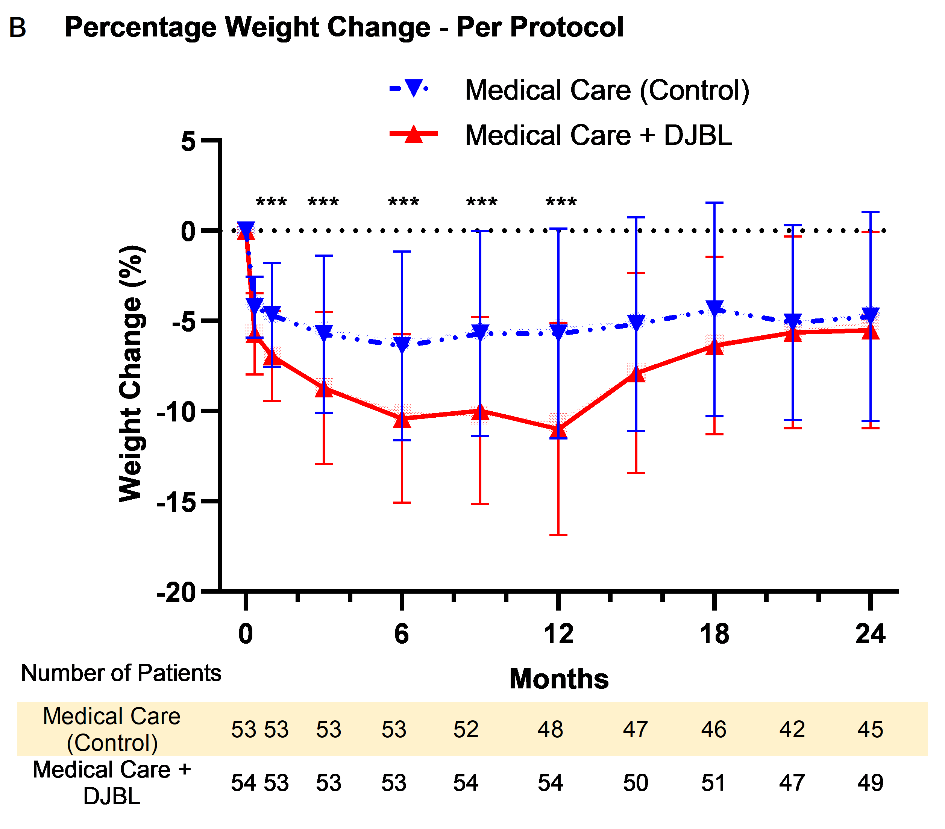 B Percentage Weight Change - Per Protocol
Medical Care (Control)
Medical Care + DJBL
*** *** *** *** ***
5
0
-5
-10
-15
-20
Weight Change (%)
0 6 12 18 24
Months
Number of Patients
Medical Care
(Control)
53 53 53 53 52 48 47 46 42 45
Medical Care +
DJBL
54 53 53 53 54 54 50 51 47 49